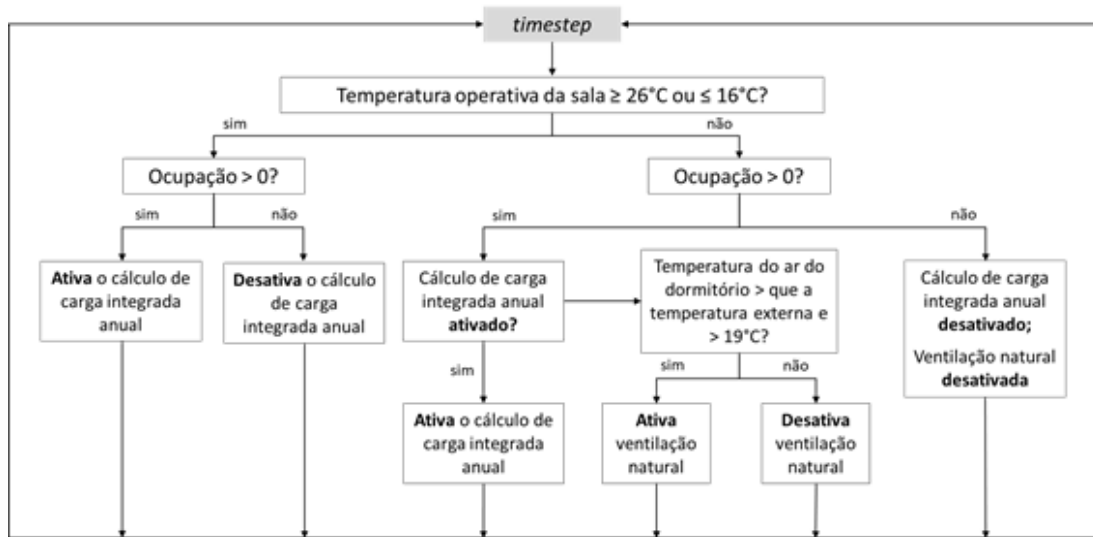 timestep
Temperatura operativa da sala ≥ 26°C ou ≤ 16°C?
sim
não
Ocupação > 0?
Ocupação > 0?
sim
não
sim
não
Ativa o cálculo de
carga integrada
anual
Desativa o cálculo
de carga
integrada anual
Cálculo de carga
integrada anual
ativado?
Temperatura do ar do
dormitório > que a
temperatura externa e
> 19°C?
Cálculo de carga
integrada anual
desativado;
Ventilação natural
desativada
sim
sim
não
Ativa o cálculo de
carga integrada
anual
Ativa
ventilação
natural
Desativa
ventilação
natural